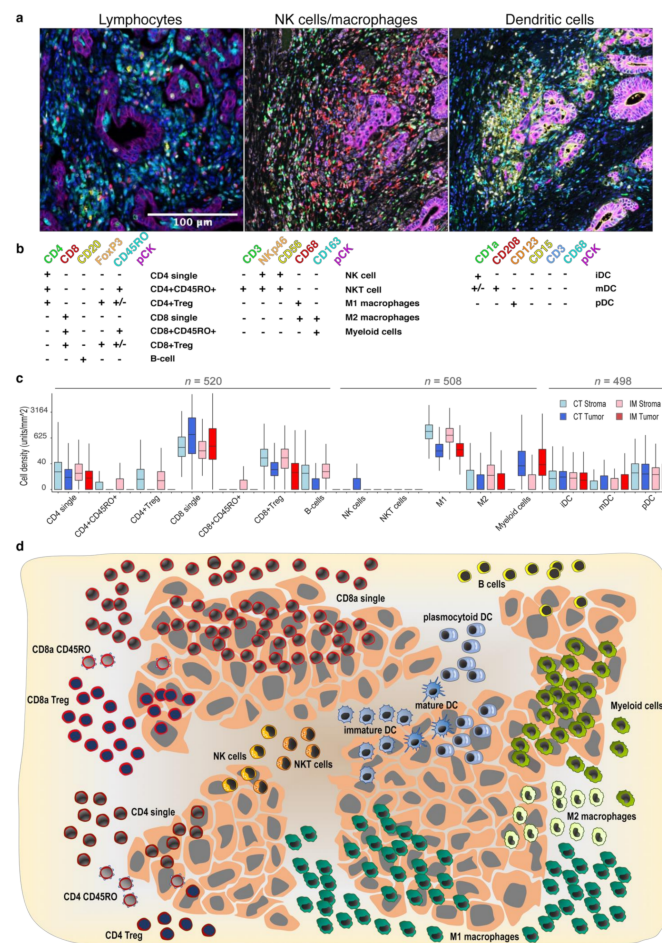 a Lymphocytes NK cells/macrophages Dendritic cells
100 µm
b
CD4 CD8 CD20 FoxP3 CD45RO pCK
+ - - - - - CD4 single
+ - - - + - CD4+CD45RO+
+ - - + +/- - CD4+Treg
- + - - - - CD8 single
- + - - + - CD8+CD45RO+
- + - + +/- - CD8+Treg
- - + - - - B-cell
CD3 NKp46 CD56 CD68 CD163 pCK
- + + - - - NK cell
+ + + - - - NKT cell
- - - + - - M1 macrophages
- - - + + - M2 macrophages
- - - - + - Myeloid cells
CD1a CD208 CD123 CD15 CD3 CD68 pCK
+ - - - - - - iDC
+/- + - - - - - mDC
- - + - - - - pDC
c
n = 520 n = 508 n = 498
Cell density (units/mm^2)
3164
625
40
0
CT Stroma IM Stroma
CT Tumor IM Tumor
CD4 single CD4+CD45RO+ CD4+Treg CD8 single CD8+CD45RO+ CD8+Treg B-cells NK cells NKT cells M1 M2 Myeloid cells iDC mDC pDC
d
B cells
CD8a single
plasmocytoid DC
CD8a CD45RO
CD8a Treg
mature DC
Myeloid cells
immature DC
NK cells
NKT cells
CD4 single
M2 macrophages
CD4 CD45RO
CD4 Treg
M1 macrophages